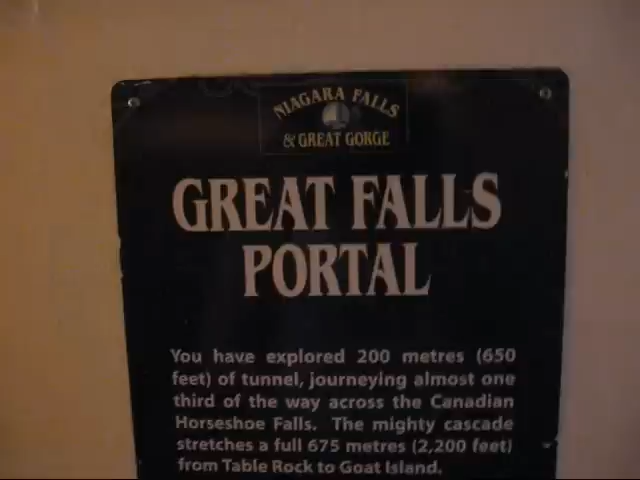 NIAGARA FALLS
& GREAT GORGE
GREAT FALLS
PORTAL
You have explored 200 metres (650
feet) of tunnel, journeying almost one
third of the way across the Canadian
Horseshoe Falls. The mighty cascade
stretches a full 675 metres (2,200 feet)
from Table Rock to Goat Island.